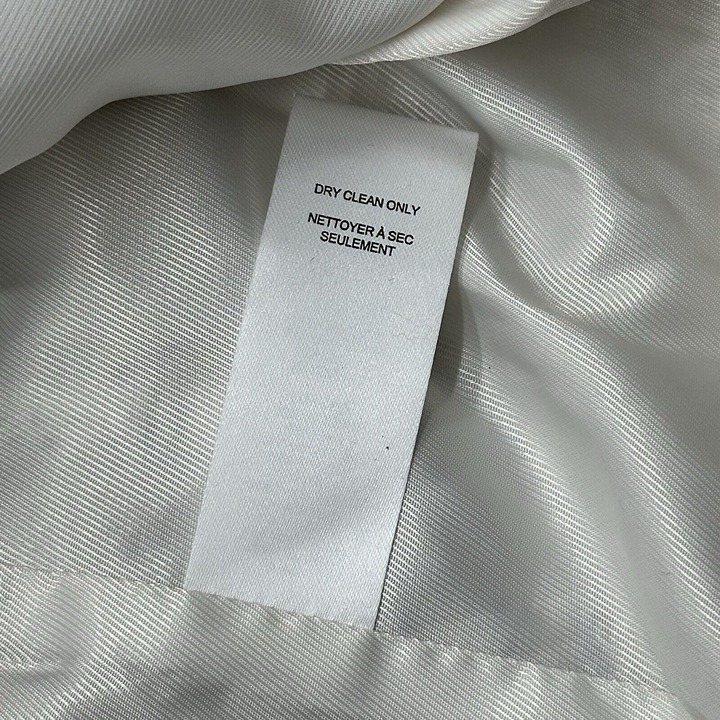 DRY CLEAN ONLY
NETTOYER À SEC
SEULEMENT